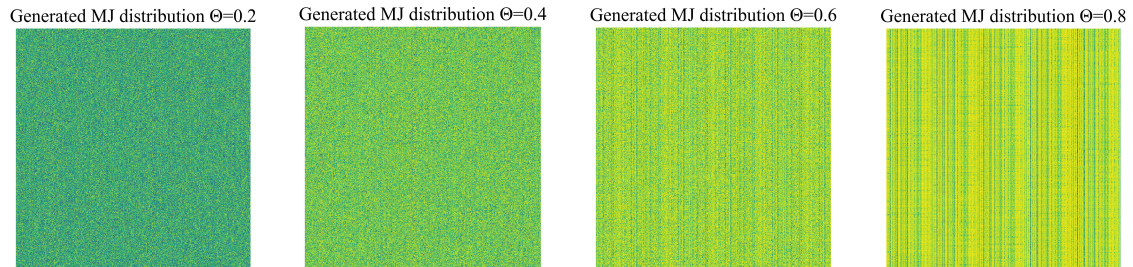 Generated MJ distribution Θ=0.2
Generated MJ distribution Θ=0.4
Generated MJ distribution Θ=0.6
Generated MJ distribution Θ=0.8